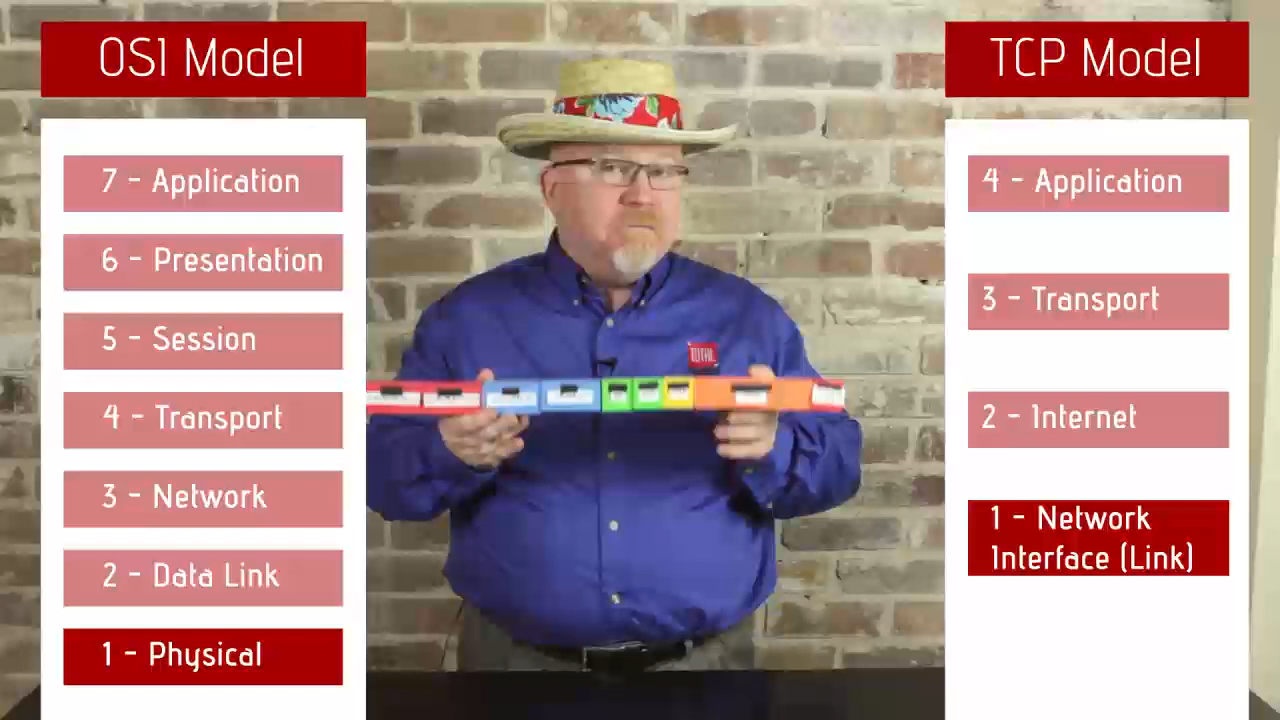 OSI Model
7 - Application
6 - Presentation
5 - Session
4 - Transport
3 - Network
2 - Data Link
1 - Physical
TOTAL
TCP Model
4 - Application
3 - Transport
2 - Internet
1 - Network
Interface (Link)